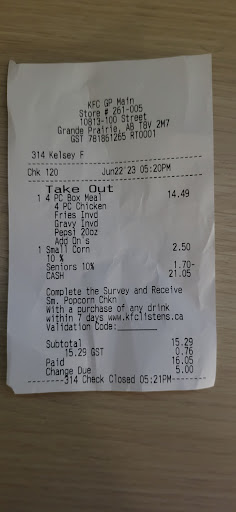 KFC GP Main
Store # 261-005
10813-100 Street
Grande Prairie, AB T8V 2M7
GST 781861265 RT0001
314 Kelsey F
Chk 120 Jun22'23 05:20PM
Take Out
1 4 PC Box Meal 14.49
4 PC Chicken
Fries Indv
Gravy Indv
Pepsi 20oz
Add On s
1 Small Corn 2.50
10 %
Seniors 10% 1.70-
CASH 21.05
Complete the Survey and Receive
Sm. Popcorn Chkn
With a purchase of any drink
within 7 days www.kfclistens.ca
Validation Code:________
Subtotal 15.29
15.29 GST 0.76
Paid 16.05
Change Due 5.00
-------314 Check Closed 05:21PM-------